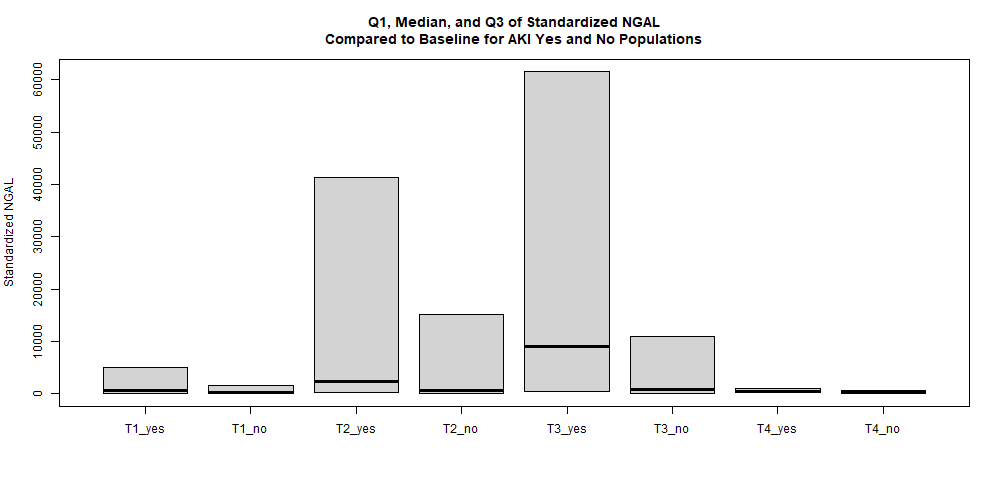 Q1, Median, and Q3 of Standardized NGAL
Compared to Baseline for AKI Yes and No Populations
Standardized NGAL
60000
50000
40000
30000
20000
10000
0
T1_yes T1_no T2_yes T2_no T3_yes T3_no T4_yes T4_no